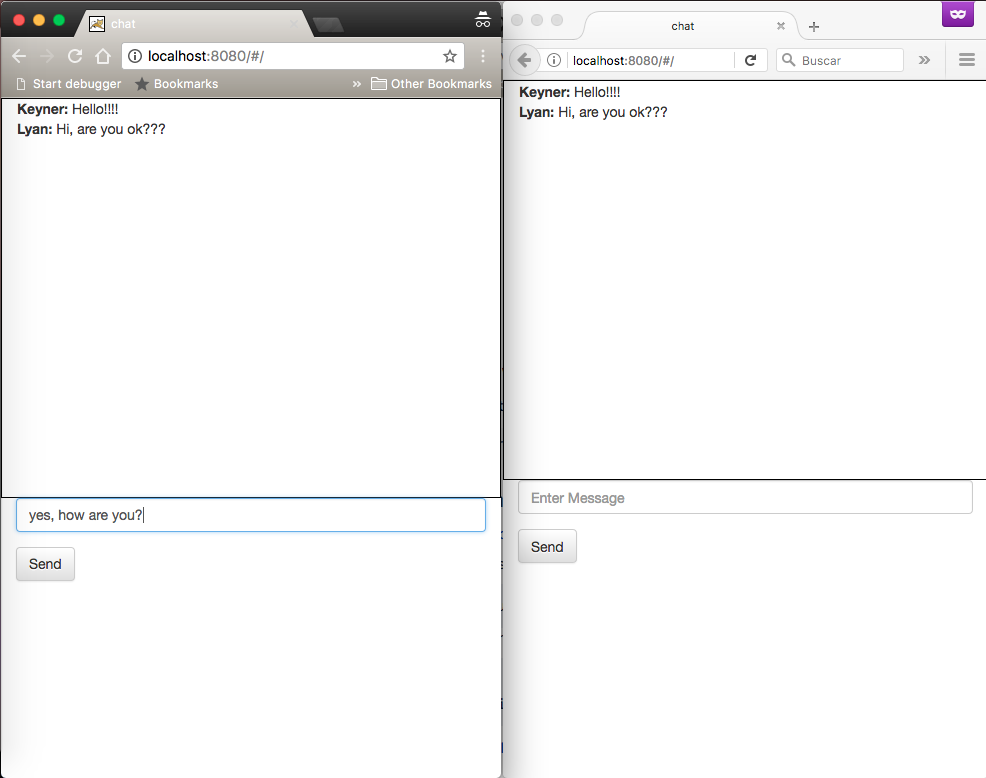 chat
localhost:8080/#/
Start debugger Bookmarks » Other Bookmarks
Keyner: Hello!!!!
Lyan: Hi, are you ok???
yes, how are you?
Send
chat
localhost:8080/#/ Buscar »
Keyner: Hello!!!!
Lyan: Hi, are you ok???
Enter Message
Send